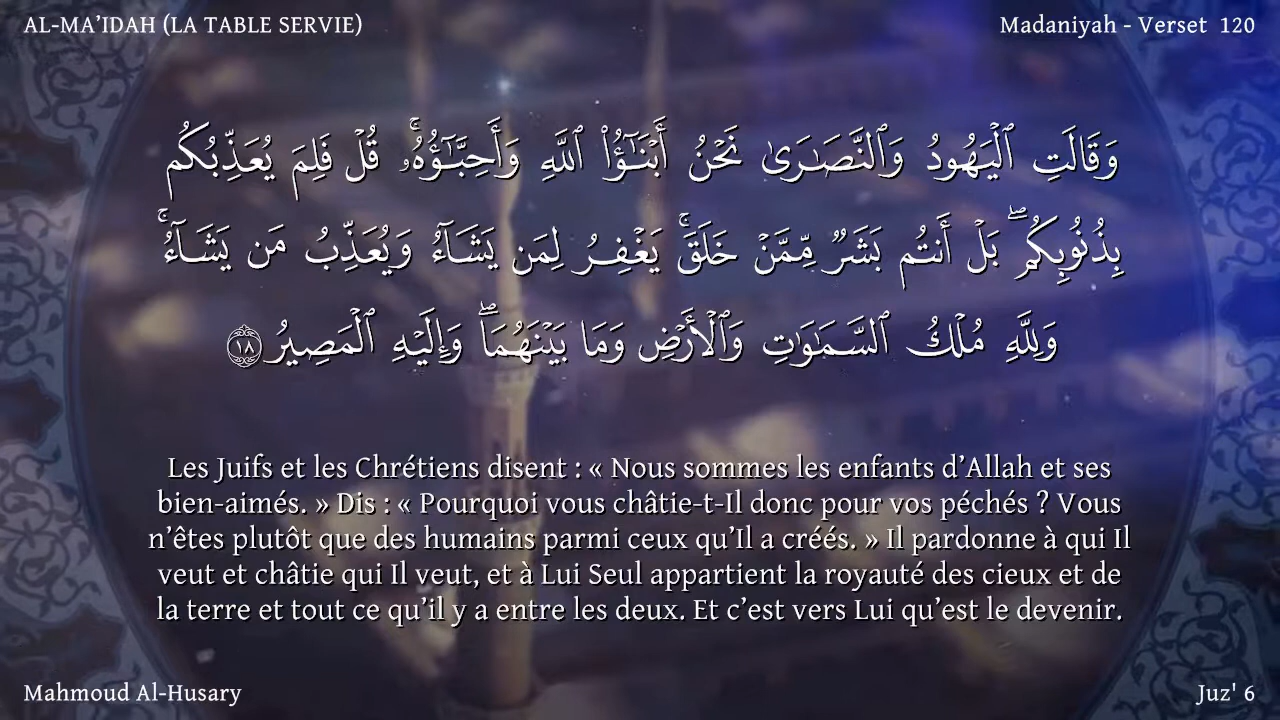 AL-MA’IDAH (LA TABLE SERVIE)
Madaniyah - Verset 120
وَقَالَتِ ٱلْيَهُودُ وَٱلنَّصَـٰرَىٰ نَحْنُ أَبْنَـٰٓؤُا۟ ٱللَّهِ وَأَحِبَّـٰٓؤُهُۥ ۚ قُلْ فَلِمَ يُعَذِّبُكُم
بِذُنُوبِكُم ۖ بَلْ أَنتُم بَشَرٌ مِّمَّنْ خَلَقَ ۚ يَغْفِرُ لِمَن يَشَآءُ وَيُعَذِّبُ مَن يَشَآءُ ۚ
وَلِلَّهِ مُلْكُ ٱلسَّمَـٰوَٰتِ وَٱلْأَرْضِ وَمَا بَيْنَهُمَا ۖ وَإِلَيْهِ ٱلْمَصِيرُ ١٨
Les Juifs et les Chrétiens disent : « Nous sommes les enfants d’Allah et ses
bien-aimés. » Dis : « Pourquoi vous châtie-t-Il donc pour vos péchés ? Vous
n’êtes plutôt que des humains parmi ceux qu’Il a créés. » Il pardonne à qui Il
veut et châtie qui Il veut, et à Lui Seul appartient la royauté des cieux et de
la terre et tout ce qu’il y a entre les deux. Et c’est vers Lui qu’est le devenir.
Mahmoud Al-Husary
Juz' 6